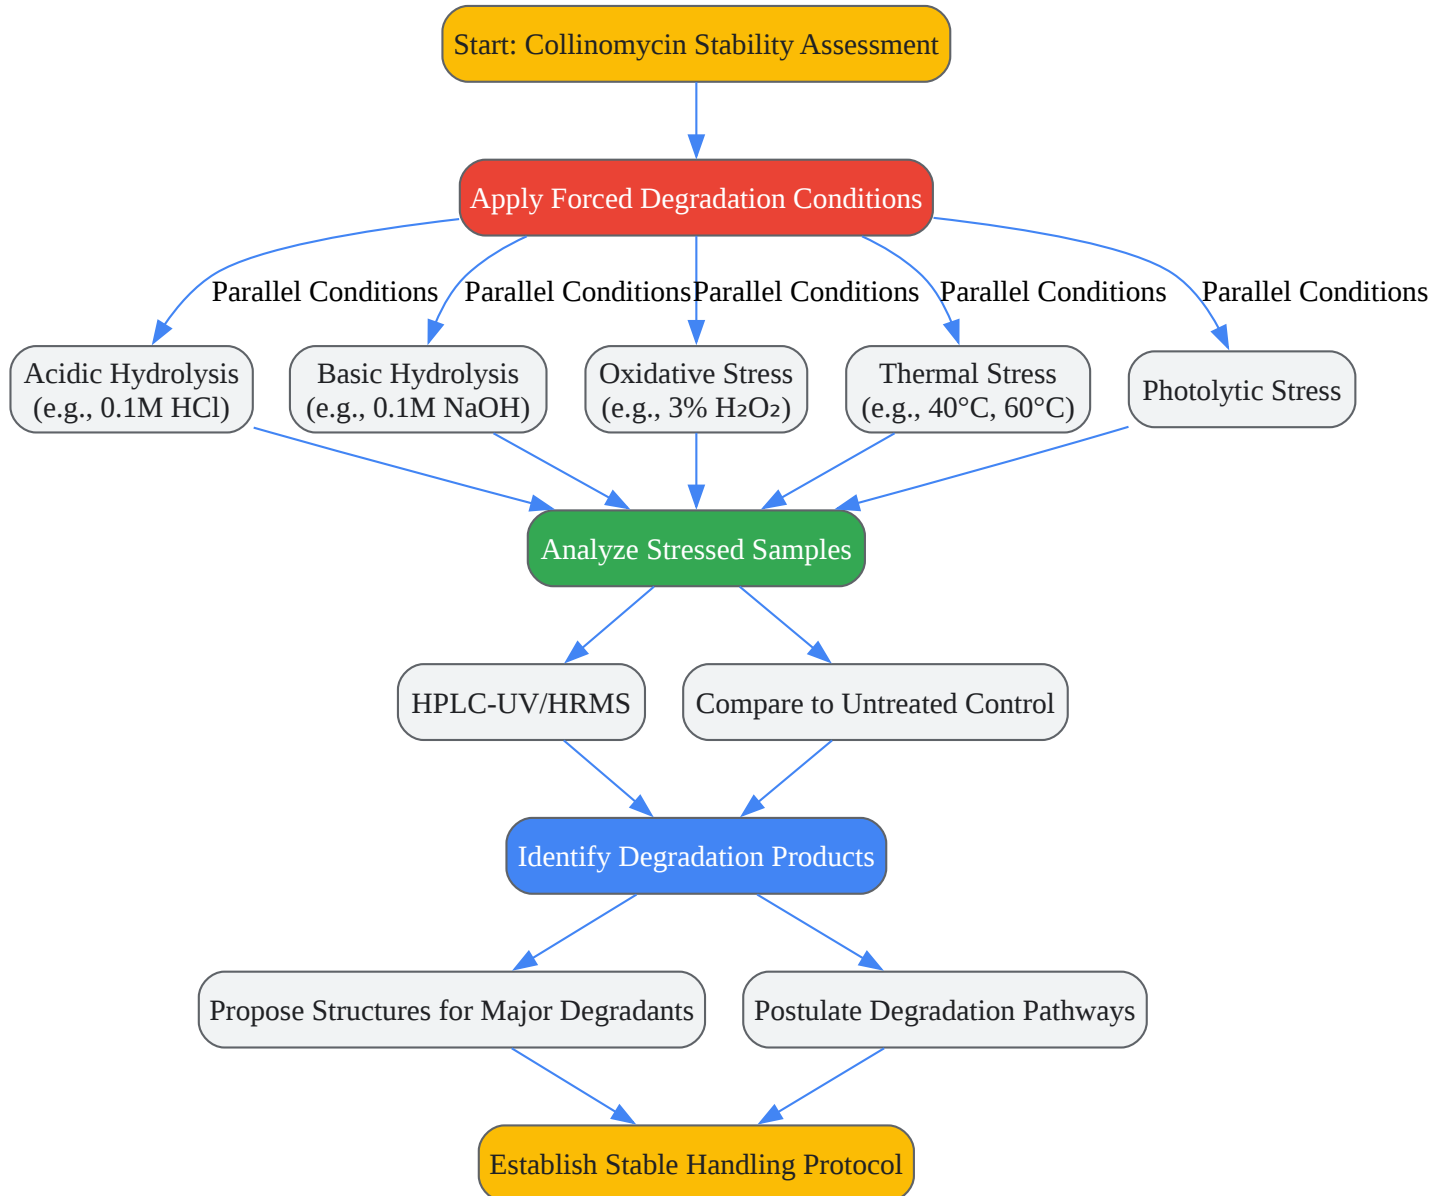 Start: Collinomycin Stability Assessment
Apply Forced Degradation Conditions
Parallel Conditions
Parallel Conditions
Parallel Conditions
Parallel Conditions
Parallel Conditions
Acidic Hydrolysis
(e.g., 0.1M HCl)
Basic Hydrolysis
(e.g., 0.1M NaOH)
Oxidative Stress
(e.g., 3% H₂O₂)
Thermal Stress
(e.g., 40°C, 60°C)
Photolytic Stress
Analyze Stressed Samples
HPLC-UV/HRMS
Compare to Untreated Control
Identify Degradation Products
Propose Structures for Major Degradants
Postulate Degradation Pathways
Establish Stable Handling Protocol